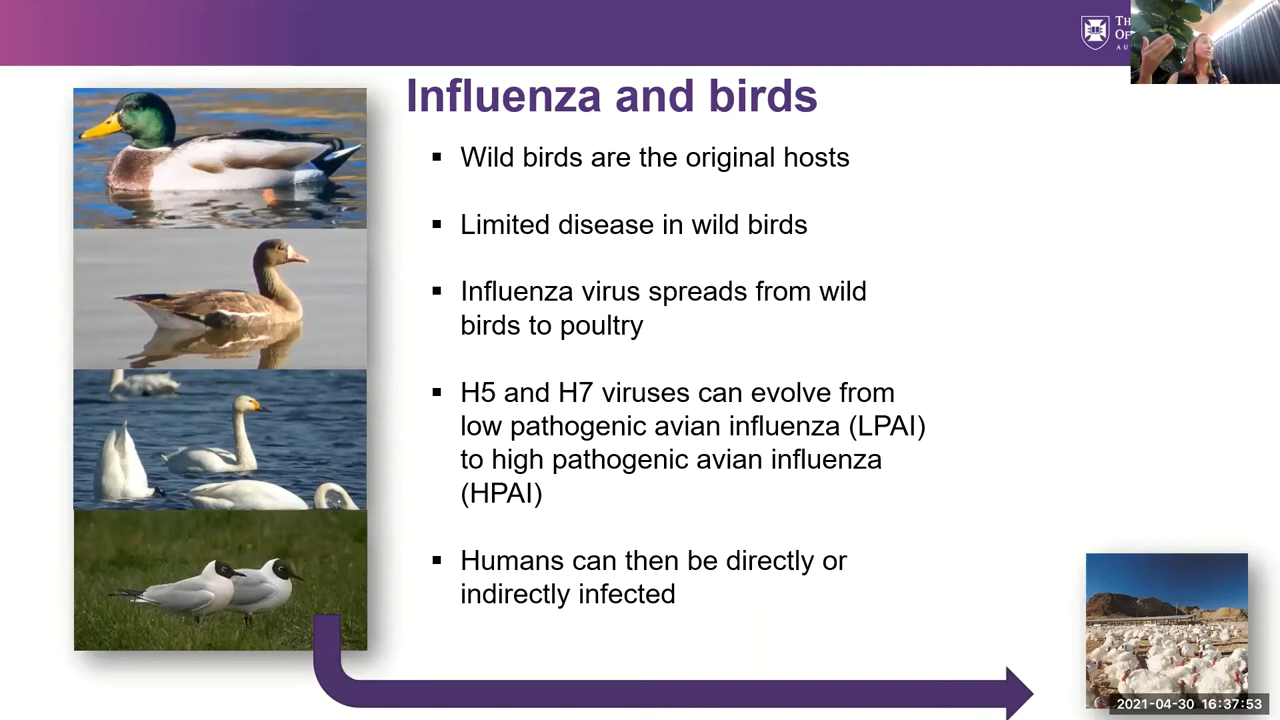 Influenza and birds
▪ Wild birds are the original hosts
▪ Limited disease in wild birds
▪ Influenza virus spreads from wild
birds to poultry
▪ H5 and H7 viruses can evolve from
low pathogenic avian influenza (LPAI)
to high pathogenic avian influenza
(HPAI)
▪ Humans can then be directly or
indirectly infected
2021-04-30 16:37:53